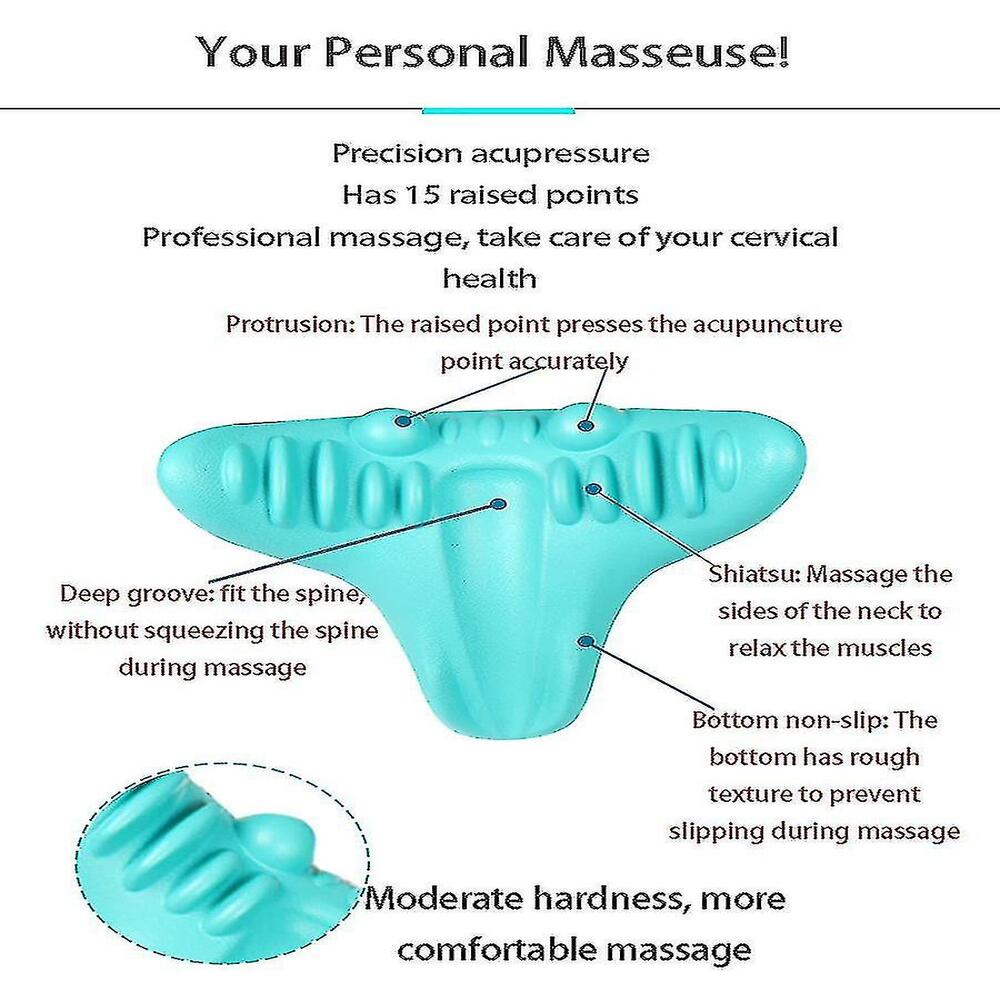 Your Personal Masseuse!
Precision acupressure
Has 15 raised points
Professional massage, take care of your cervical
health
Protrusion: The raised point presses the acupuncture
point accurately
Deep groove: fit the spine,
without squeezing the spine
during massage
Shiatsu: Massage the
sides of the neck to
relax the muscles
Bottom non-slip: The
bottom has rough
texture to prevent
slipping during massage
Moderate hardness, more
comfortable massage